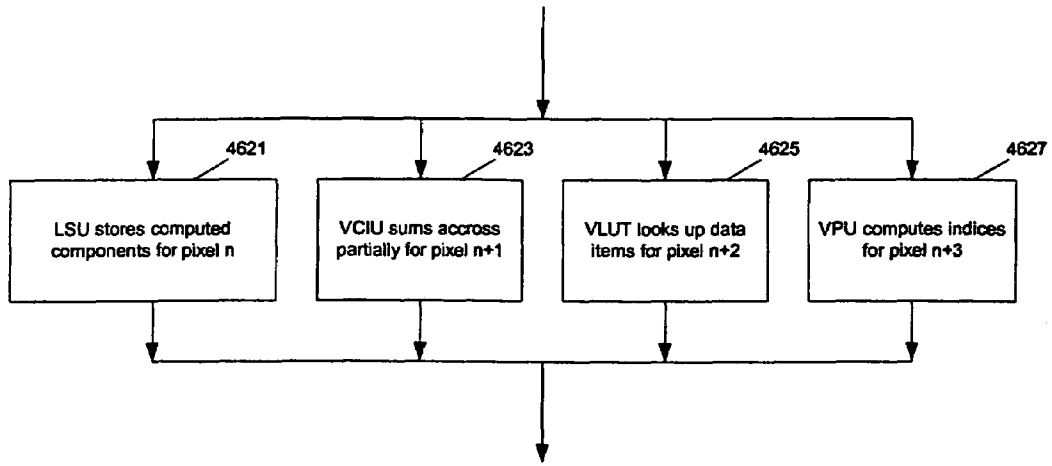 4621
4623
4625
4627
LSU stores computed
components for pixel n
VCIU sums accross
partially for pixel n+1
VLUT looks up data
items for pixel n+2
VPU computes indices
for pixel n+3